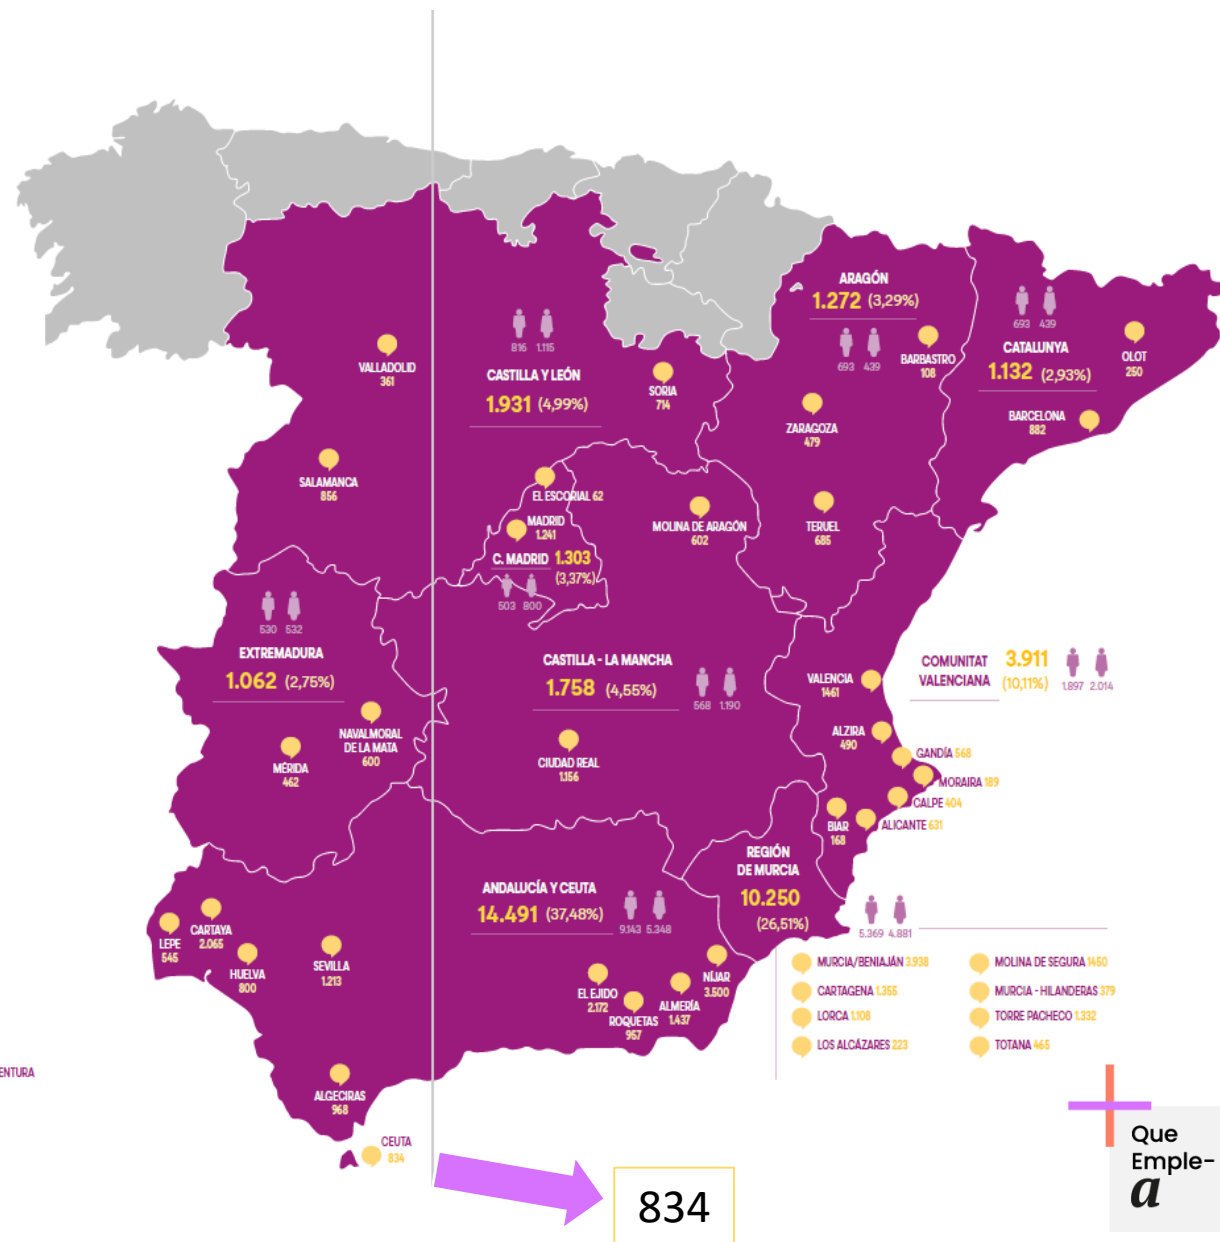 ARAGÓN
1.272 (3,29%)
693 439
BARBASTRO
108
ZARAGOZA
479
TERUEL
685
693 439
CATALUNYA
1.132 (2,93%)
OLOT
250
BARCELONA
882
VALLADOLID
361
816 1.115
CASTILLA Y LEÓN
1.931 (4,99%)
SORIA
714
SALAMANCA
856
EL ESCORIAL 62
MADRID
1.241
C. MADRID 1.303
(3,37%)
503 800
MOLINA DE ARAGÓN
602
530 532
EXTREMADURA
1.062 (2,75%)
NAVALMORAL
DE LA MATA
600
MÉRIDA
462
CASTILLA - LA MANCHA
1.758 (4,55%)
568 1.190
CIUDAD REAL
1.156
COMUNITAT
VALENCIANA
3.911
(10,11%)
1.897 2.014
VALENCIA
1461
ALZIRA
490
GANDÍA 568
MORAIRA 189
CALPE 404
ALICANTE 631
BIAR
168
REGIÓN
DE MURCIA
10.250
(26,51%)
5.369 4.881
MURCIA/BENIAJÁN 3.938
CARTAGENA 1.355
LORCA 1.108
LOS ALCÁZARES 223
MOLINA DE SEGURA 1450
MURCIA - HILANDERAS 379
TORRE PACHECO 1.332
TOTANA 465
ANDALUCÍA Y CEUTA
14.491 (37,48%)
9.143 5.348
LEPE
545
CARTAYA
2.065
HUELVA
800
SEVILLA
1.213
EL EJIDO
2.172
ROQUETAS
957
ALMERÍA
1.437
NÍJAR
3.500
ALGECIRAS
968
CEUTA
834
ENTURA
834
Que
Emple-
a